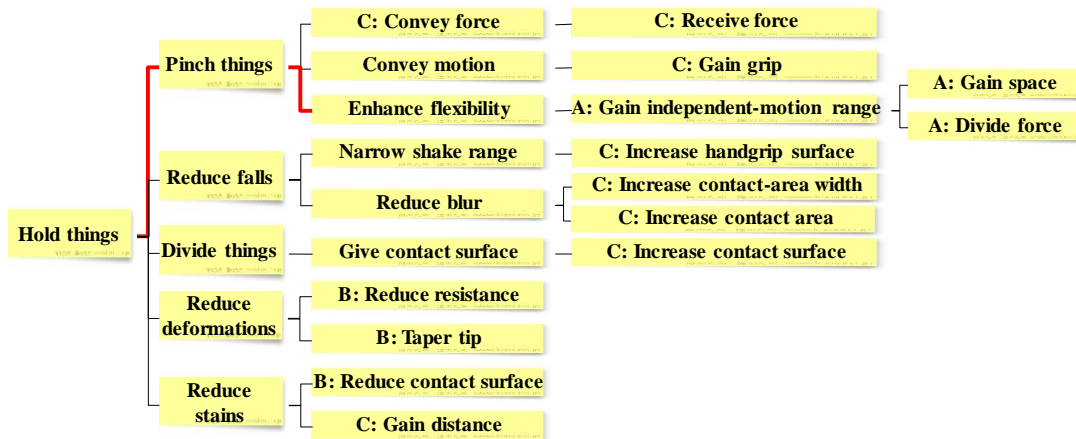 Hold things
Pinch things
C: Convey force
C: Receive force
Convey motion
C: Gain grip
Enhance flexibility
A: Gain independent-motion range
A: Gain space
A: Divide force
Reduce falls
Narrow shake range
C: Increase handgrip surface
Reduce blur
C: Increase contact-area width
C: Increase contact area
Divide things
Give contact surface
C: Increase contact surface
Reduce
deformations
B: Reduce resistance
B: Taper tip
Reduce
stains
B: Reduce contact surface
C: Gain distance